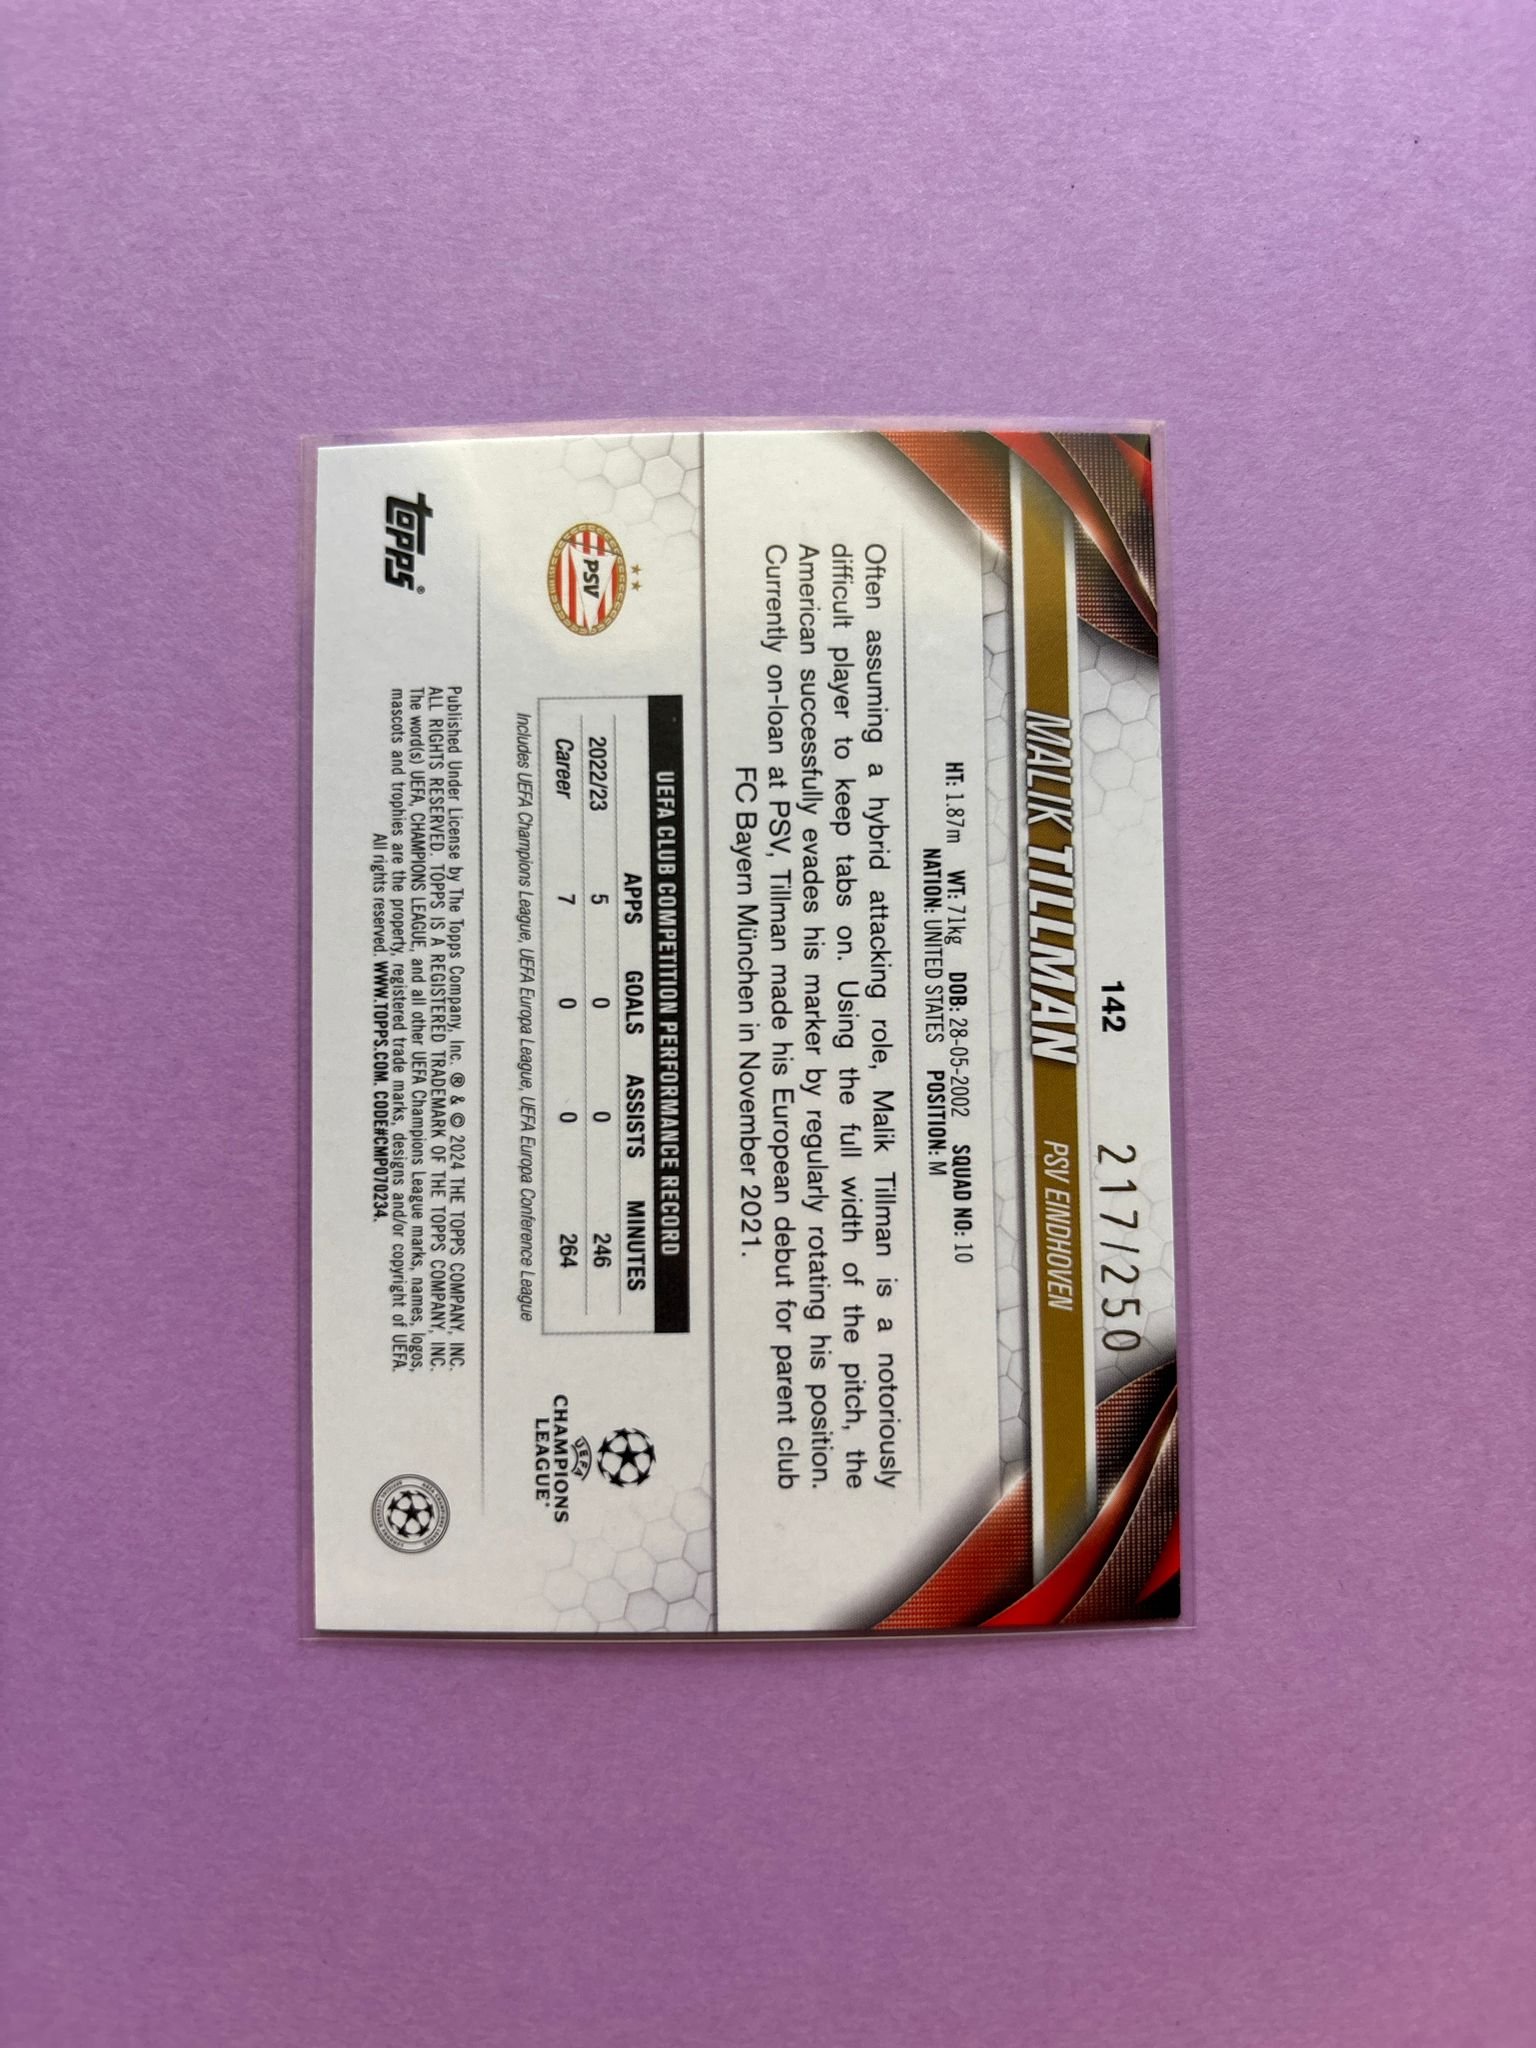 142
217/250
MALIK TILLMAN PSV EINDHOVEN
HT: 1.87m WT: 71kg DOB: 28-05-2002 SQUAD NO: 10
NATION: UNITED STATES POSITION: M
Often assuming a hybrid attacking role, Malik Tillman is a notoriously
difficult player to keep tabs on. Using the full width of the pitch, the
American successfully evades his marker by regularly rotating his position.
Currently on-loan at PSV, Tillman made his European debut for parent club
FC Bayern München in November 2021.
PSV
UEFA CLUB COMPETITION PERFORMANCE RECORD
APPS GOALS ASSISTS MINUTES
2022/23 5 0 0 246
Career 7 0 0 264
Includes UEFA Champions League, UEFA Europa League, UEFA Europa Conference League
UEFA
CHAMPIONS
LEAGUE®
topps®
Published Under License by The Topps Company, Inc. ® & © 2024 THE TOPPS COMPANY, INC.
ALL RIGHTS RESERVED. TOPPS IS A REGISTERED TRADEMARK OF THE TOPPS COMPANY, INC.
The word(s) UEFA, CHAMPIONS LEAGUE, and all other UEFA Champions League marks, names, logos,
mascots and trophies are the property, registered trade marks, designs and/or copyright of UEFA.
All rights reserved. WWW.TOPPS.COM. CODE#CMP070234.